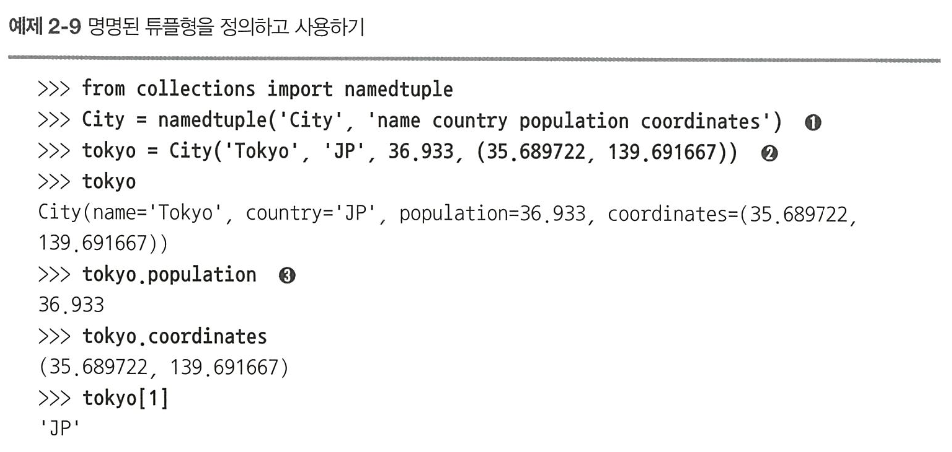 예제 2-9 명명된 튜플형을 정의하고 사용하기
>>> from collections import namedtuple
>>> City = namedtuple('City', 'name country population coordinates') ❶
>>> tokyo = City('Tokyo', 'JP', 36.933, (35.689722, 139.691667)) ❷
>>> tokyo
City(name='Tokyo', country='JP', population=36.933, coordinates=(35.689722,
139.691667))
>>> tokyo.population ❸
36.933
>>> tokyo.coordinates
(35.689722, 139.691667)
>>> tokyo[1]
'JP'